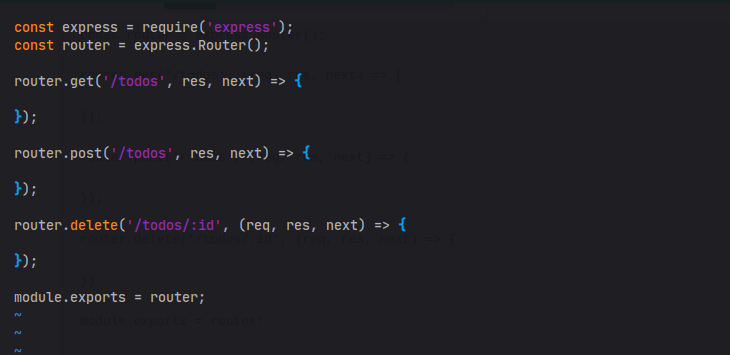 const express = require('express');
const router = express.Router();
router.get('/todos', res, next) => {
});
router.post('/todos', res, next) => {
});
router.delete('/todos/:id', (req, res, next) => {
});
module.exports = router;
~
~
~